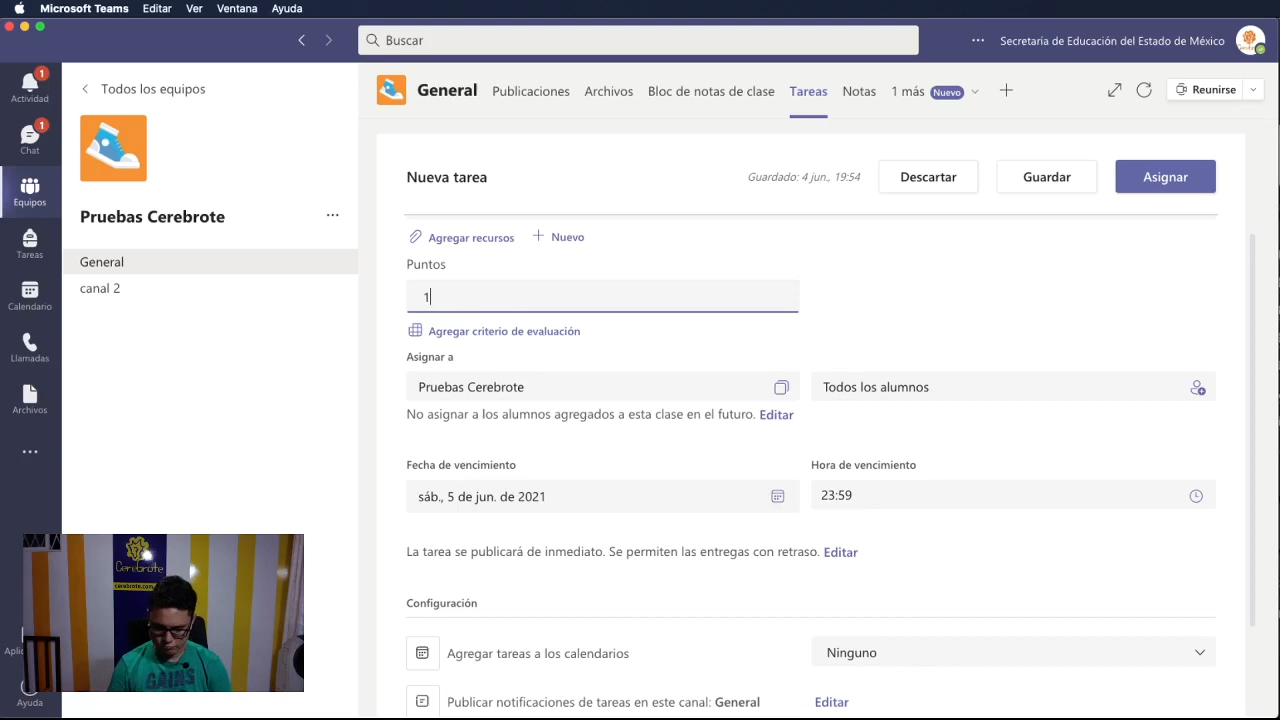 Microsoft Teams Editar Ver Ventana Ayuda
Buscar
Secretaría de Educación del Estado de México
1
Actividad
1
Chat
Equipos
Tareas
Calendario
Llamadas
Archivos
Ayuda
Todos los equipos
Pruebas Cerebrote
General
canal 2
General Publicaciones Archivos Bloc de notas de clase Tareas Notas 1 más Nuevo
Reunirse
Nueva tarea
Guardado: 4 jun., 19:54
Descartar Guardar Asignar
Agregar recursos Nuevo
Puntos
1
Agregar criterio de evaluación
Asignar a
Pruebas Cerebrote
Todos los alumnos
No asignar a los alumnos agregados a esta clase en el futuro. Editar
Fecha de vencimiento
Hora de vencimiento
sáb., 5 de jun. de 2021
23:59
La tarea se publicará de inmediato. Se permiten las entregas con retraso. Editar
Configuración
Agregar tareas a los calendarios
Ninguno
Publicar notificaciones de tareas en este canal: General
Editar
Cerebrote
GAINS